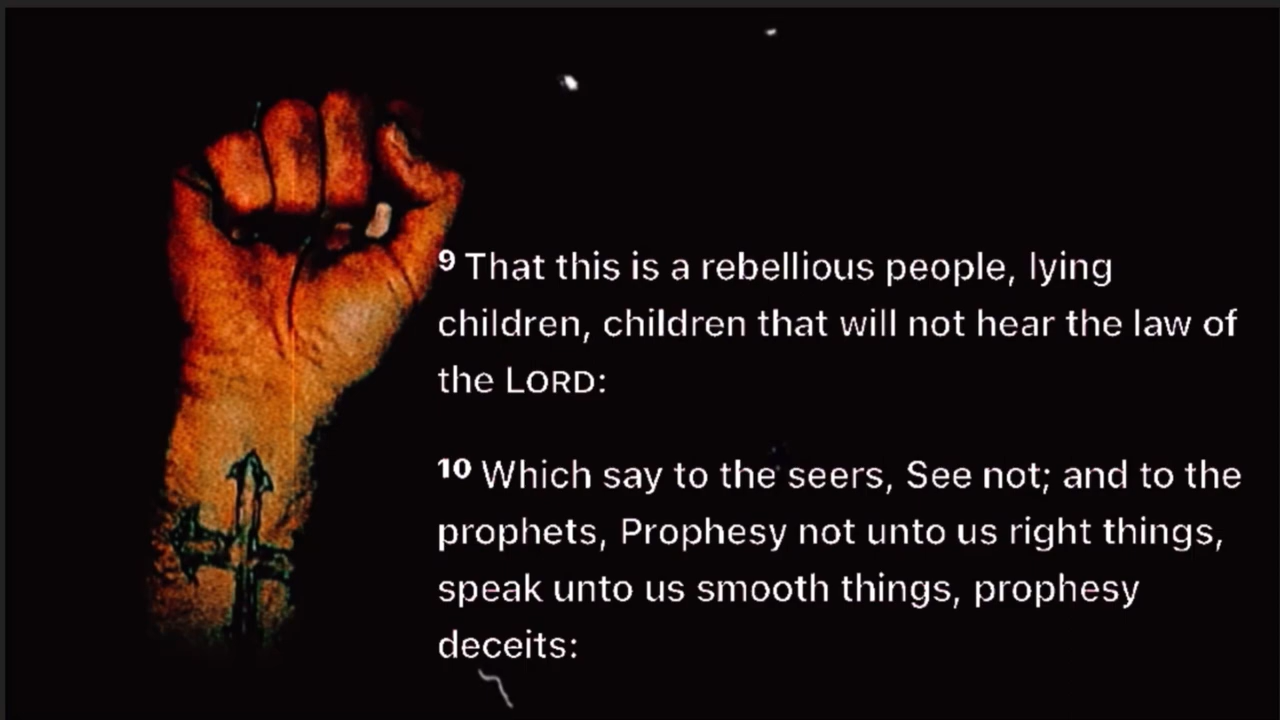 9 That this is a rebellious people, lying
children, children that will not hear the law of
the LORD:
10 Which say to the seers, See not; and to the
prophets, Prophesy not unto us right things,
speak unto us smooth things, prophesy
deceits: